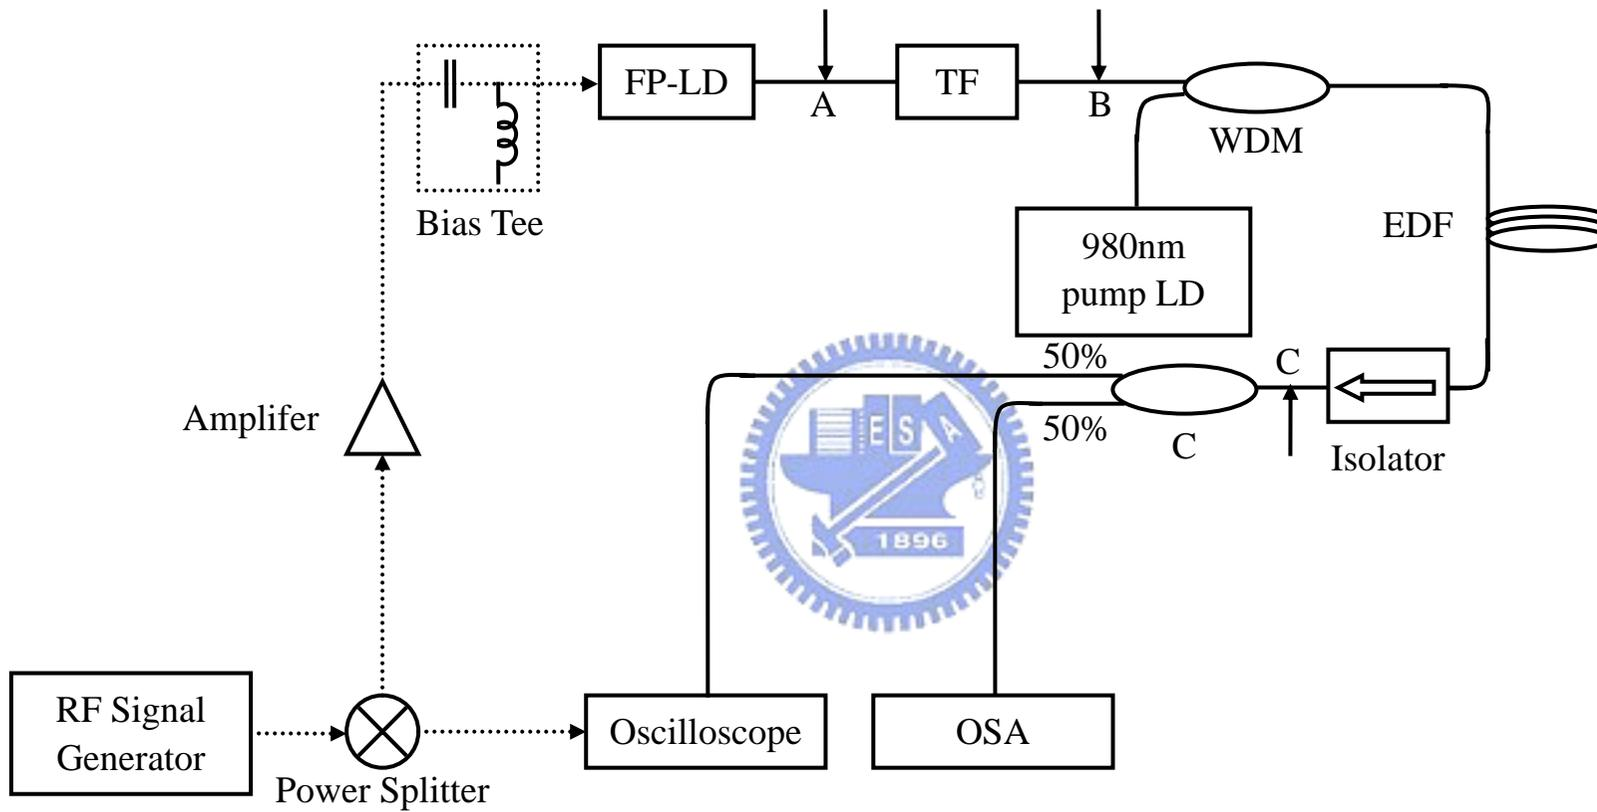 FP-LD
A
TF
B
WDM
Bias Tee
980nm
pump LD
EDF
50%
C
50%
C
Isolator
Amplifer
E S A
1896
RF Signal
Generator
Oscilloscope
OSA
Power Splitter